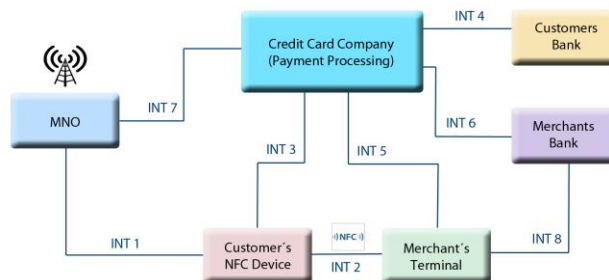 INT 4
Customers
Bank
Credit Card Company
(Payment Processing)
INT 7
MNO
INT 6
Merchants
Bank
INT 3
INT 5
INT 1
Customer´s
NFC Device
NFC
INT 2
Merchant´s
Terminal
INT 8